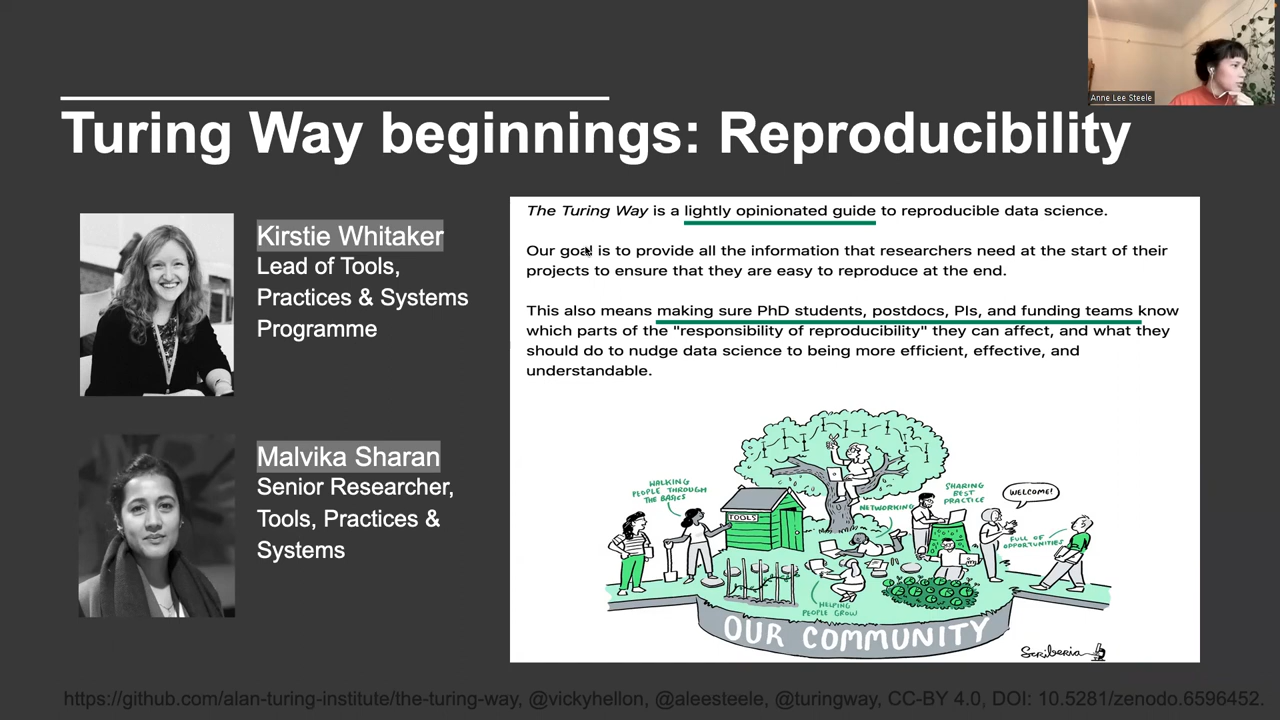 Anne Lee Steele
Turing Way beginnings: Reproducibility
Kirstie Whitaker
Lead of Tools,
Practices & Systems
Programme
Malvika Sharan
Senior Researcher,
Tools, Practices &
Systems
The Turing Way is a lightly opinionated guide to reproducible data science.
Our goal is to provide all the information that researchers need at the start of their
projects to ensure that they are easy to reproduce at the end.
This also means making sure PhD students, postdocs, PIs, and funding teams know
which parts of the "responsibility of reproducibility" they can affect, and what they
should do to nudge data science to being more efficient, effective, and
understandable.
WALKING
PEOPLE THROUGH
THE BASICS
TOOLS
NETWORKING
SHARING
BEST
PRACTICE
WELCOME!
FULL OF
OPPORTUNITIES
HELPING
PEOPLE GROW
OUR COMMUNITY
Scriberia
https://github.com/alan-turing-institute/the-turing-way, @vickyhellon, @aleesteele, @turingway, CC-BY 4.0, DOI: 10.5281/zenodo.6596452.